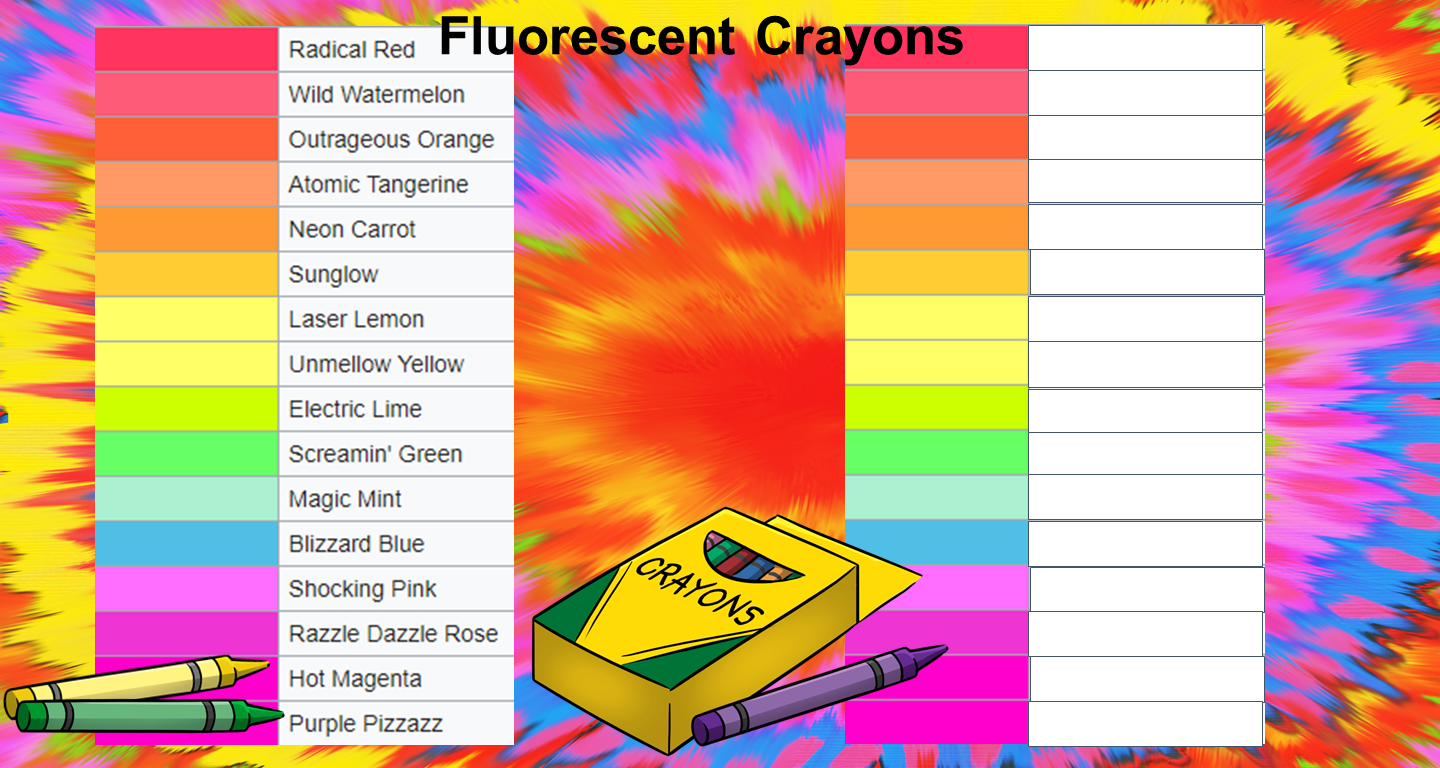 Fluorescent Crayons
Radical Red
Wild Watermelon
Outrageous Orange
Atomic Tangerine
Neon Carrot
Sunglow
Laser Lemon
Unmellow Yellow
Electric Lime
Screamin' Green
Magic Mint
Blizzard Blue
Shocking Pink
Razzle Dazzle Rose
Hot Magenta
Purple Pizzazz
CRAYONS